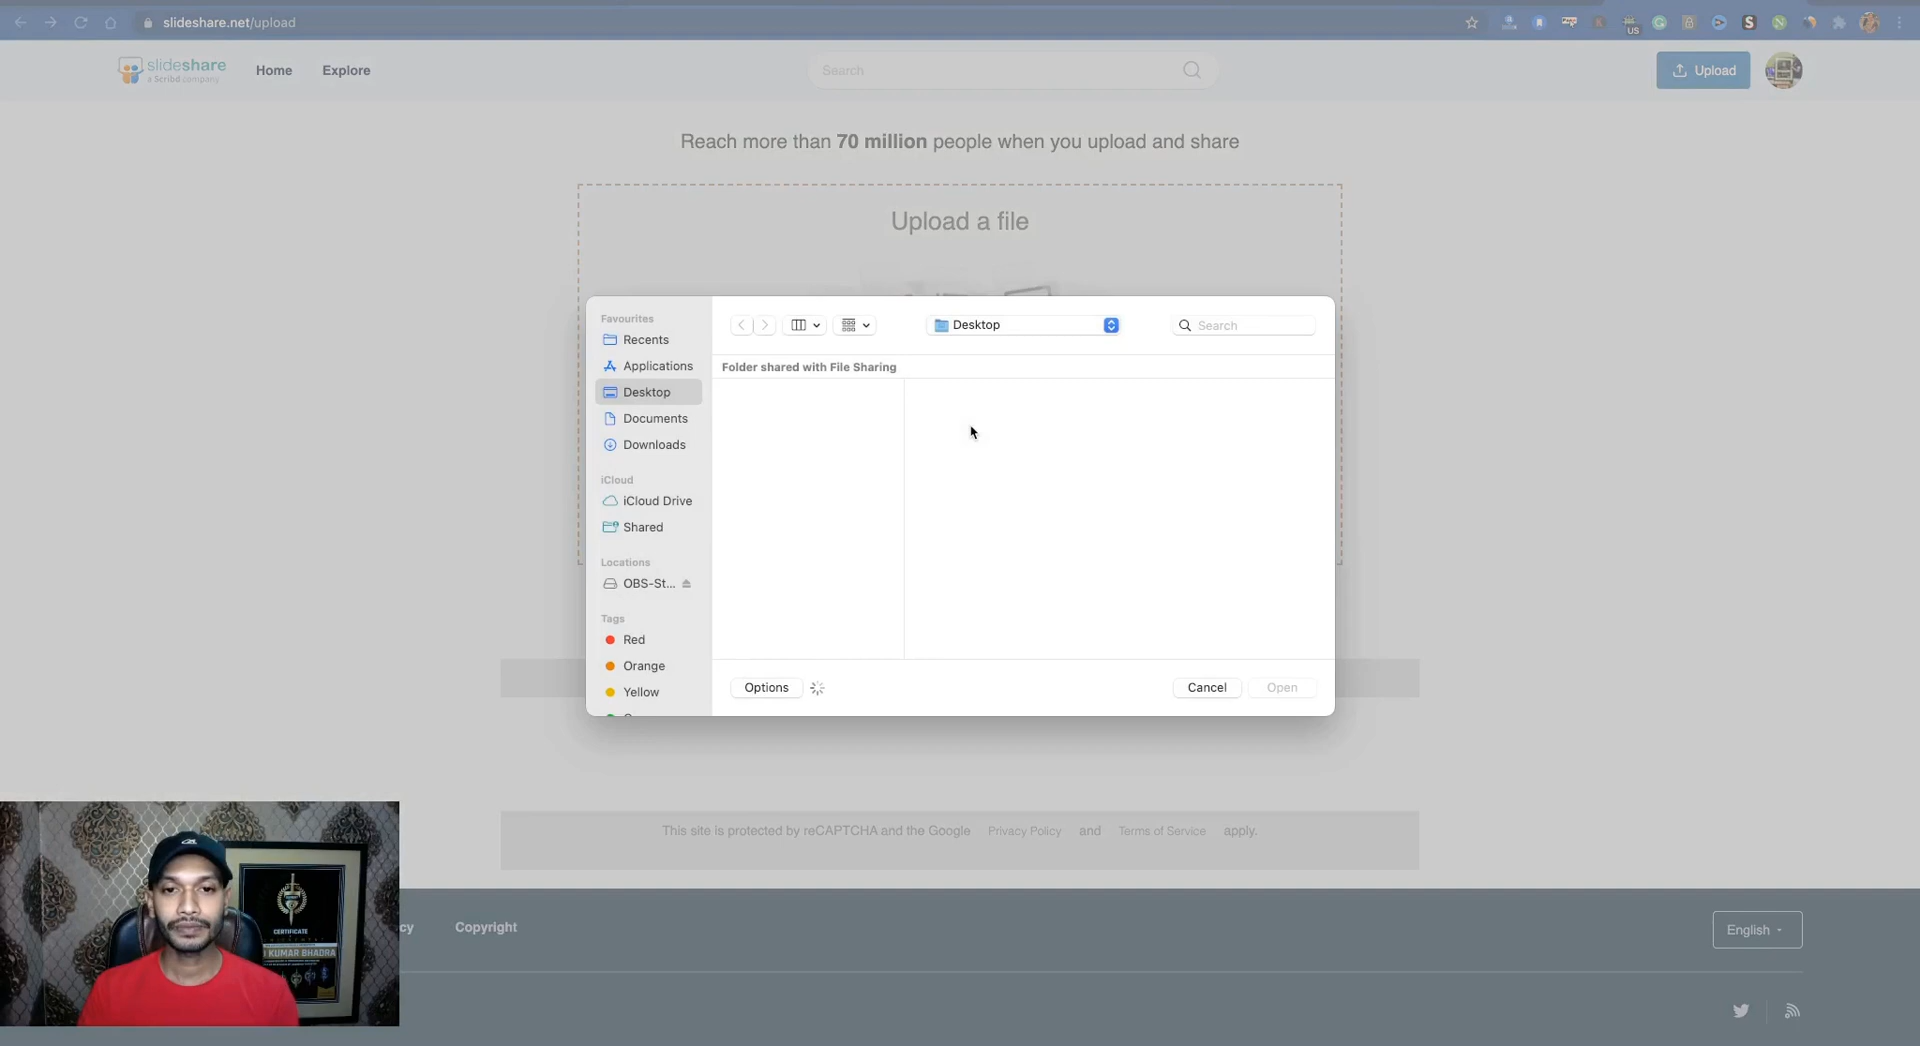 slideshare.net/upload
US
slideshare
a Scribd company
Home
Explore
Search
Upload
Reach more than 70 million people when you upload and share
Upload a file
Favourites
Recents
Applications
Desktop
Documents
Downloads
iCloud
iCloud Drive
Shared
Locations
OBS-St...
Tags
Red
Orange
Yellow
Desktop
Search
Folder shared with File Sharing
Options
Cancel
Open
This site is protected by reCAPTCHA and the Google Privacy Policy and Terms of Service apply.
cy
Copyright
English
CERTIFICATE
KUMAR BHADRA